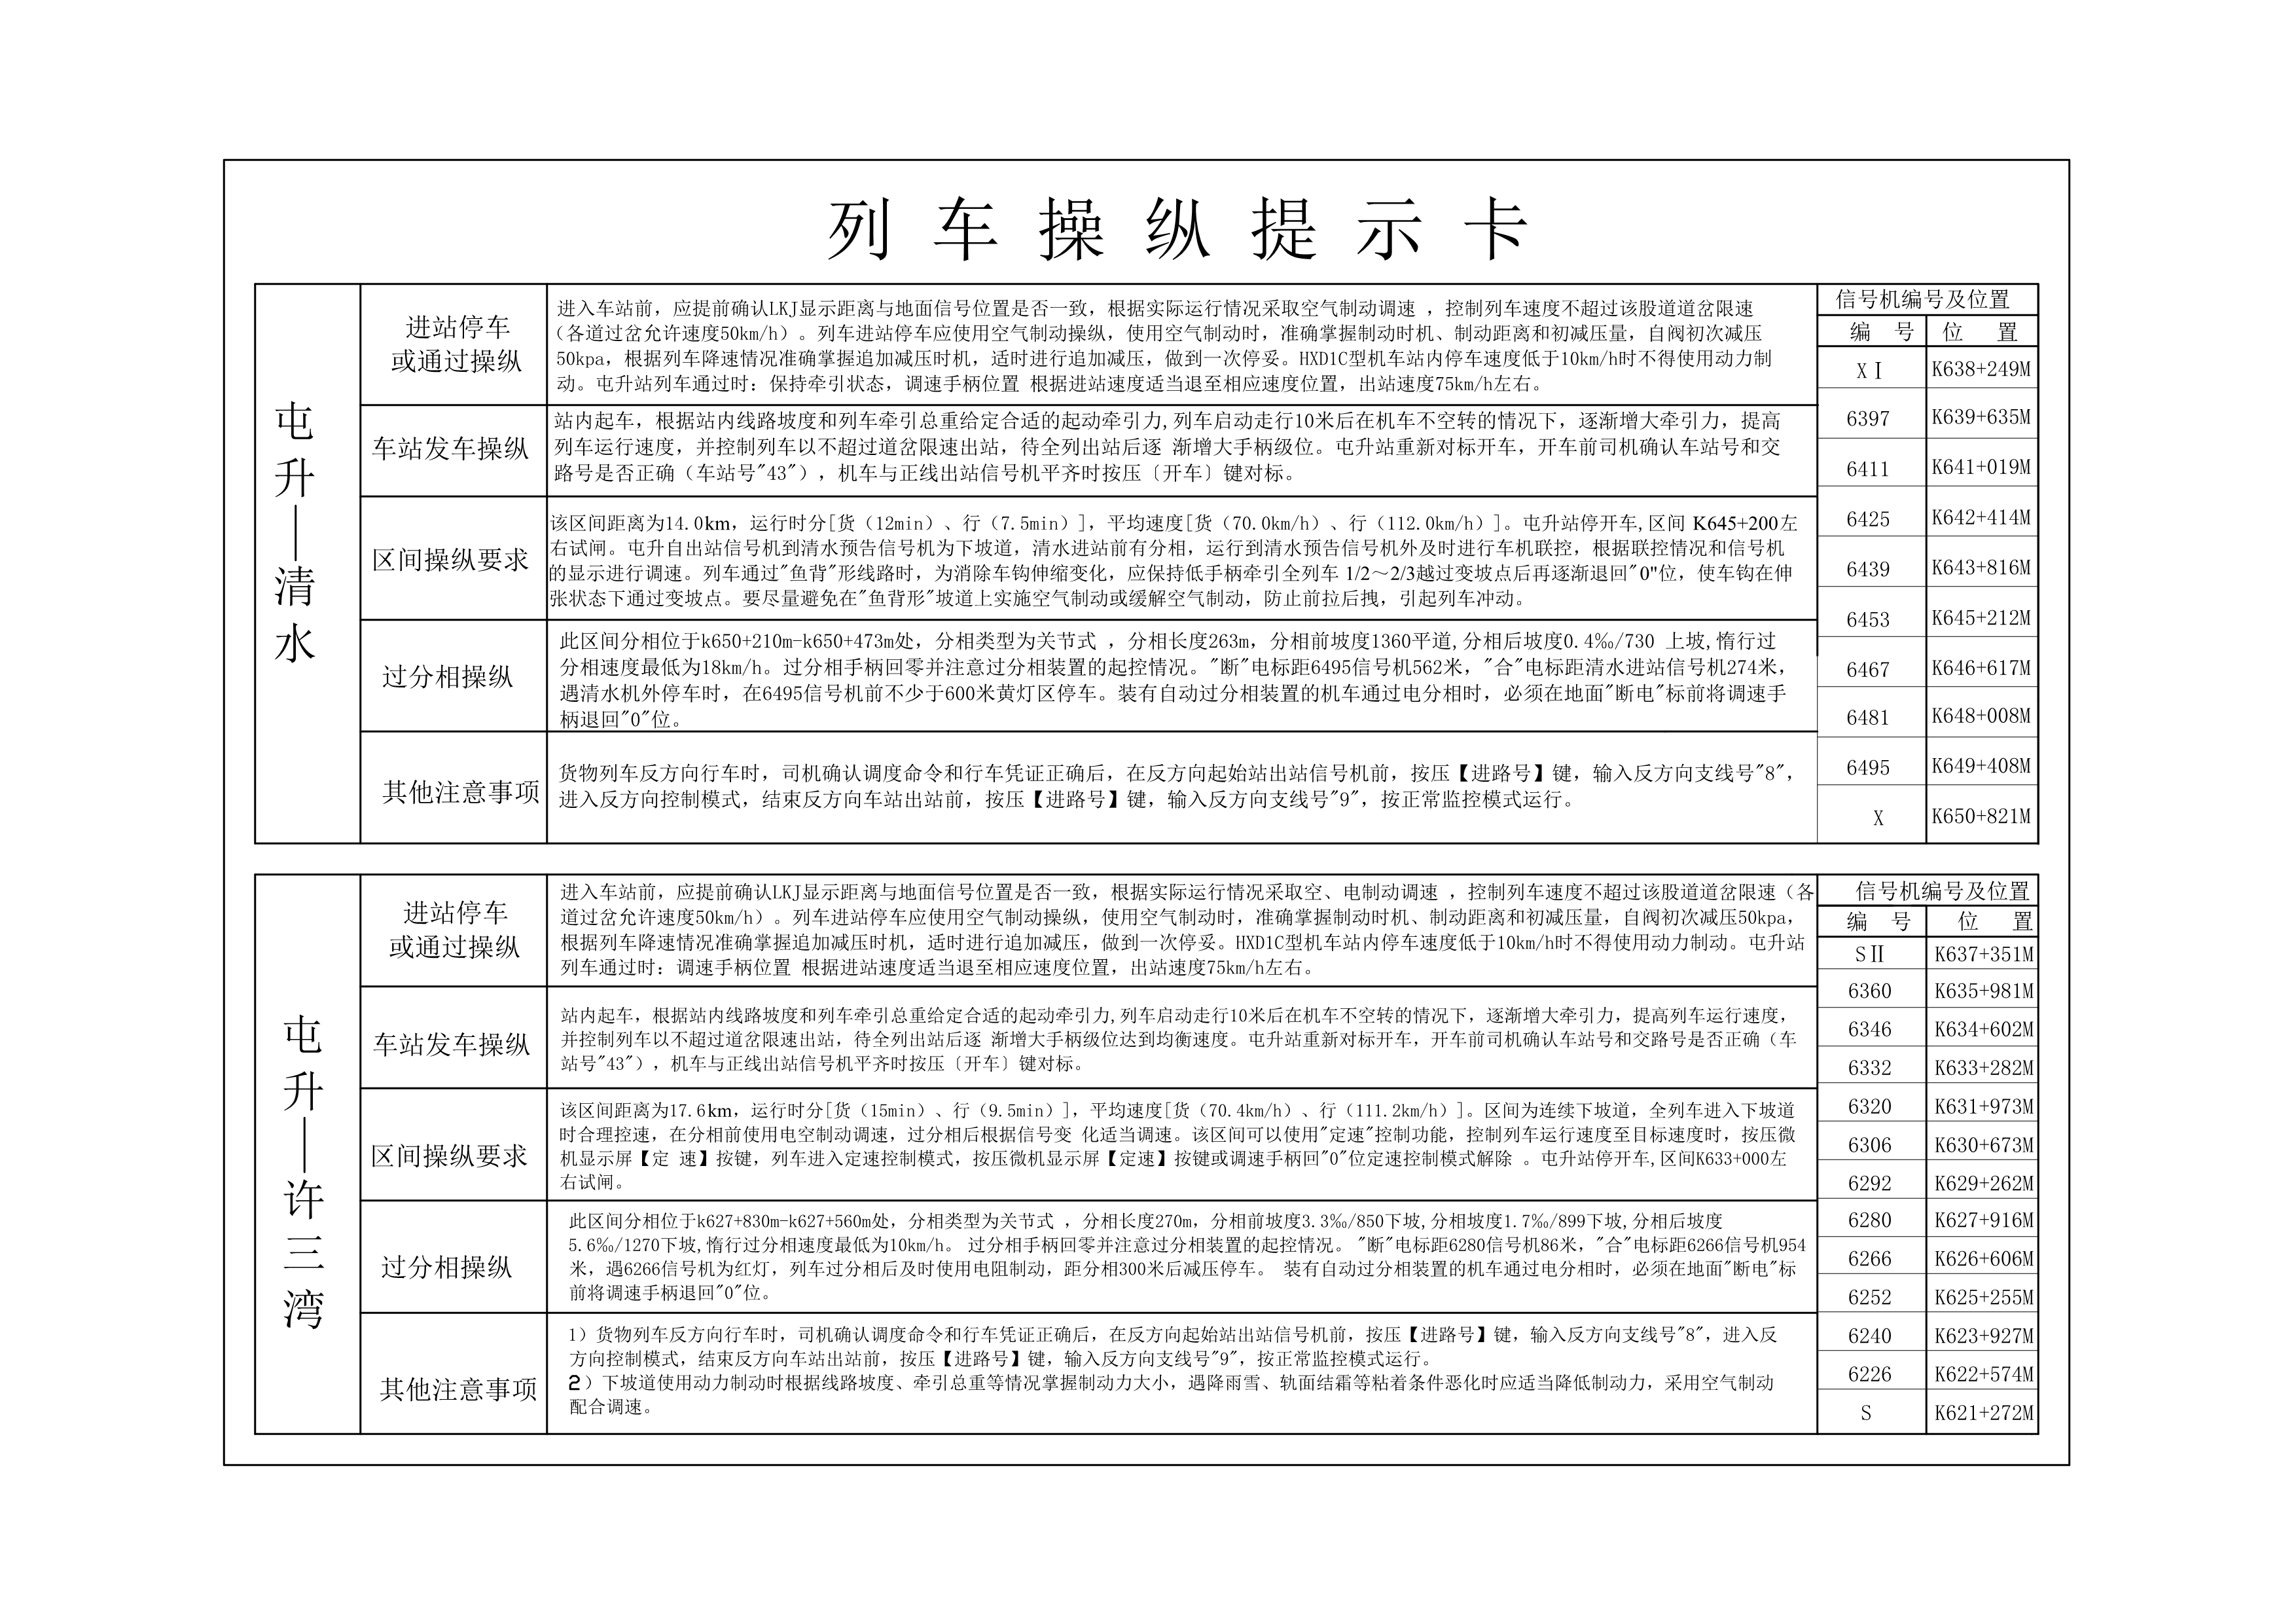 列车操纵提示卡
屯升—清水
进站停车
或通过操纵
进入车站前，应提前确认LKJ显示距离与地面信号位置是否一致，根据实际运行情况采取空气制动调速 ，控制列车速度不超过该股道道岔限速
（各道过岔允许速度50km/h）。列车进站停车应使用空气制动操纵，使用空气制动时，准确掌握制动时机、制动距离和初减压量，自阀初次减压
50kpa，根据列车降速情况准确掌握追加减压时机，适时进行追加减压，做到一次停妥。HXD1C型机车站内停车速度低于10km/h时不得使用动力制
动。屯升站列车通过时：保持牵引状态，调速手柄位置 根据进站速度适当退至相应速度位置，出站速度75km/h左右。
车站发车操纵
站内起车，根据站内线路坡度和列车牵引总重给定合适的起动牵引力,列车启动走行10米后在机车不空转的情况下，逐渐增大牵引力，提高
列车运行速度，并控制列车以不超过道岔限速出站，待全列出站后逐 渐增大手柄级位。屯升站重新对标开车，开车前司机确认车站号和交
路号是否正确（车站号"43"），机车与正线出站信号机平齐时按压〔开车〕键对标。
区间操纵要求
该区间距离为14.0km，运行时分[货（12min）、行（7.5min）]，平均速度[货（70.0km/h）、行（112.0km/h）]。屯升站停开车,区间 K645+200左
右试闸。屯升自出站信号机到清水预告信号机为下坡道，清水进站前有分相，运行到清水预告信号机外及时进行车机联控，根据联控情况和信号机
的显示进行调速。列车通过"鱼背"形线路时，为消除车钩伸缩变化，应保持低手柄牵引全列车 1/2～2/3越过变坡点后再逐渐退回"0"位，使车钩在伸
张状态下通过变坡点。要尽量避免在"鱼背形"坡道上实施空气制动或缓解空气制动，防止前拉后拽，引起列车冲动。
过分相操纵
此区间分相位于k650+210m-k650+473m处，分相类型为关节式 ，分相长度263m，分相前坡度1360平道,分相后坡度0.4‰/730 上坡,惰行过
分相速度最低为18km/h。过分相手柄回零并注意过分相装置的起控情况。"断"电标距6495信号机562米，"合"电标距清水进站信号机274米，
遇清水机外停车时，在6495信号机前不少于600米黄灯区停车。装有自动过分相装置的机车通过电分相时，必须在地面"断电"标前将调速手
柄退回"0"位。
其他注意事项
货物列车反方向行车时，司机确认调度命令和行车凭证正确后，在反方向起始站出站信号机前，按压【进路号】键，输入反方向支线号"8"，
进入反方向控制模式，结束反方向车站出站前，按压【进路号】键，输入反方向支线号"9"，按正常监控模式运行。
信号机编号及位置
编 号 位 置
XⅠ K638+249M
6397 K639+635M
6411 K641+019M
6425 K642+414M
6439 K643+816M
6453 K645+212M
6467 K646+617M
6481 K648+008M
6495 K649+408M
X K650+821M
屯升—许三湾
进站停车
或通过操纵
进入车站前，应提前确认LKJ显示距离与地面信号位置是否一致，根据实际运行情况采取空、电制动调速 ，控制列车速度不超过该股道道岔限速（各
道过岔允许速度50km/h）。列车进站停车应使用空气制动操纵，使用空气制动时，准确掌握制动时机、制动距离和初减压量，自阀初次减压50kpa，
根据列车降速情况准确掌握追加减压时机，适时进行追加减压，做到一次停妥。HXD1C型机车站内停车速度低于10km/h时不得使用动力制动。屯升站
列车通过时：调速手柄位置 根据进站速度适当退至相应速度位置，出站速度75km/h左右。
车站发车操纵
站内起车，根据站内线路坡度和列车牵引总重给定合适的起动牵引力,列车启动走行10米后在机车不空转的情况下，逐渐增大牵引力，提高列车运行速度，
并控制列车以不超过道岔限速出站，待全列出站后逐 渐增大手柄级位达到均衡速度。屯升站重新对标开车，开车前司机确认车站号和交路号是否正确（车
站号"43"），机车与正线出站信号机平齐时按压〔开车〕键对标。
区间操纵要求
该区间距离为17.6km，运行时分[货（15min）、行（9.5min）]，平均速度[货（70.4km/h）、行（111.2km/h）]。区间为连续下坡道，全列车进入下坡道
时合理控速，在分相前使用电空制动调速，过分相后根据信号变 化适当调速。该区间可以使用"定速"控制功能，控制列车运行速度至目标速度时，按压微
机显示屏【定 速】按键，列车进入定速控制模式，按压微机显示屏【定速】按键或调速手柄回"0"位定速控制模式解除 。屯升站停开车,区间K633+000左
右试闸。
过分相操纵
此区间分相位于k627+830m-k627+560m处，分相类型为关节式 ，分相长度270m，分相前坡度3.3‰/850下坡,分相坡度1.7‰/899下坡,分相后坡度
5.6‰/1270下坡,惰行过分相速度最低为10km/h。 过分相手柄回零并注意过分相装置的起控情况。 "断"电标距6280信号机86米，"合"电标距6266信号机954
米，遇6266信号机为红灯，列车过分相后及时使用电阻制动，距分相300米后减压停车。 装有自动过分相装置的机车通过电分相时，必须在地面"断电"标
前将调速手柄退回"0"位。
其他注意事项
1）货物列车反方向行车时，司机确认调度命令和行车凭证正确后，在反方向起始站出站信号机前，按压【进路号】键，输入反方向支线号"8"，进入反
方向控制模式，结束反方向车站出站前，按压【进路号】键，输入反方向支线号"9"，按正常监控模式运行。
2）下坡道使用动力制动时根据线路坡度、牵引总重等情况掌握制动力大小，遇降雨雪、轨面结霜等粘着条件恶化时应适当降低制动力，采用空气制动
配合调速。
信号机编号及位置
编 号 位 置
SⅡ K637+351M
6360 K635+981M
6346 K634+602M
6332 K633+282M
6320 K631+973M
6306 K630+673M
6292 K629+262M
6280 K627+916M
6266 K626+606M
6252 K625+255M
6240 K623+927M
6226 K622+574M
S K621+272M